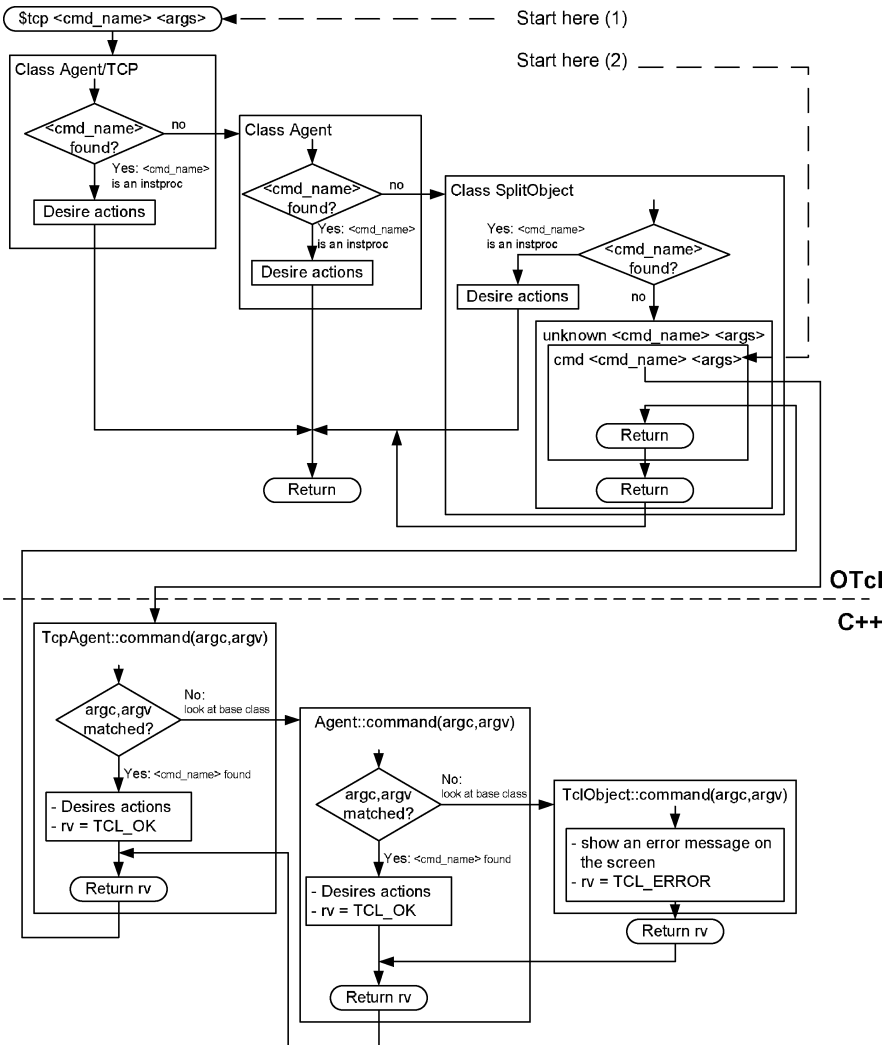 $tcp <cmd_name> <args>
Start here (1)
Start here (2)
Class Agent/TCP
<cmd_name>
found?
no
Yes: <cmd_name>
is an instproc
Desire actions
Class Agent
<cmd_name>
found?
no
Yes: <cmd_name>
is an instproc
Desire actions
Class SplitObject
Yes: <cmd_name>
is an instproc
<cmd_name>
found?
Desire actions
no
unknown <cmd_name> <args>
cmd <cmd_name> <args>
Return
Return
Return
OTcl
C++
TcpAgent::command(argc,argv)
argc,argv
matched?
No:
look at base class
Yes: <cmd_name> found
- Desires actions
- rv = TCL_OK
Return rv
Agent::command(argc,argv)
argc,argv
matched?
No:
look at base class
Yes: <cmd_name> found
- Desires actions
- rv = TCL_OK
Return rv
TclObject::command(argc,argv)
- show an error message on
the screen
- rv = TCL_ERROR
Return rv